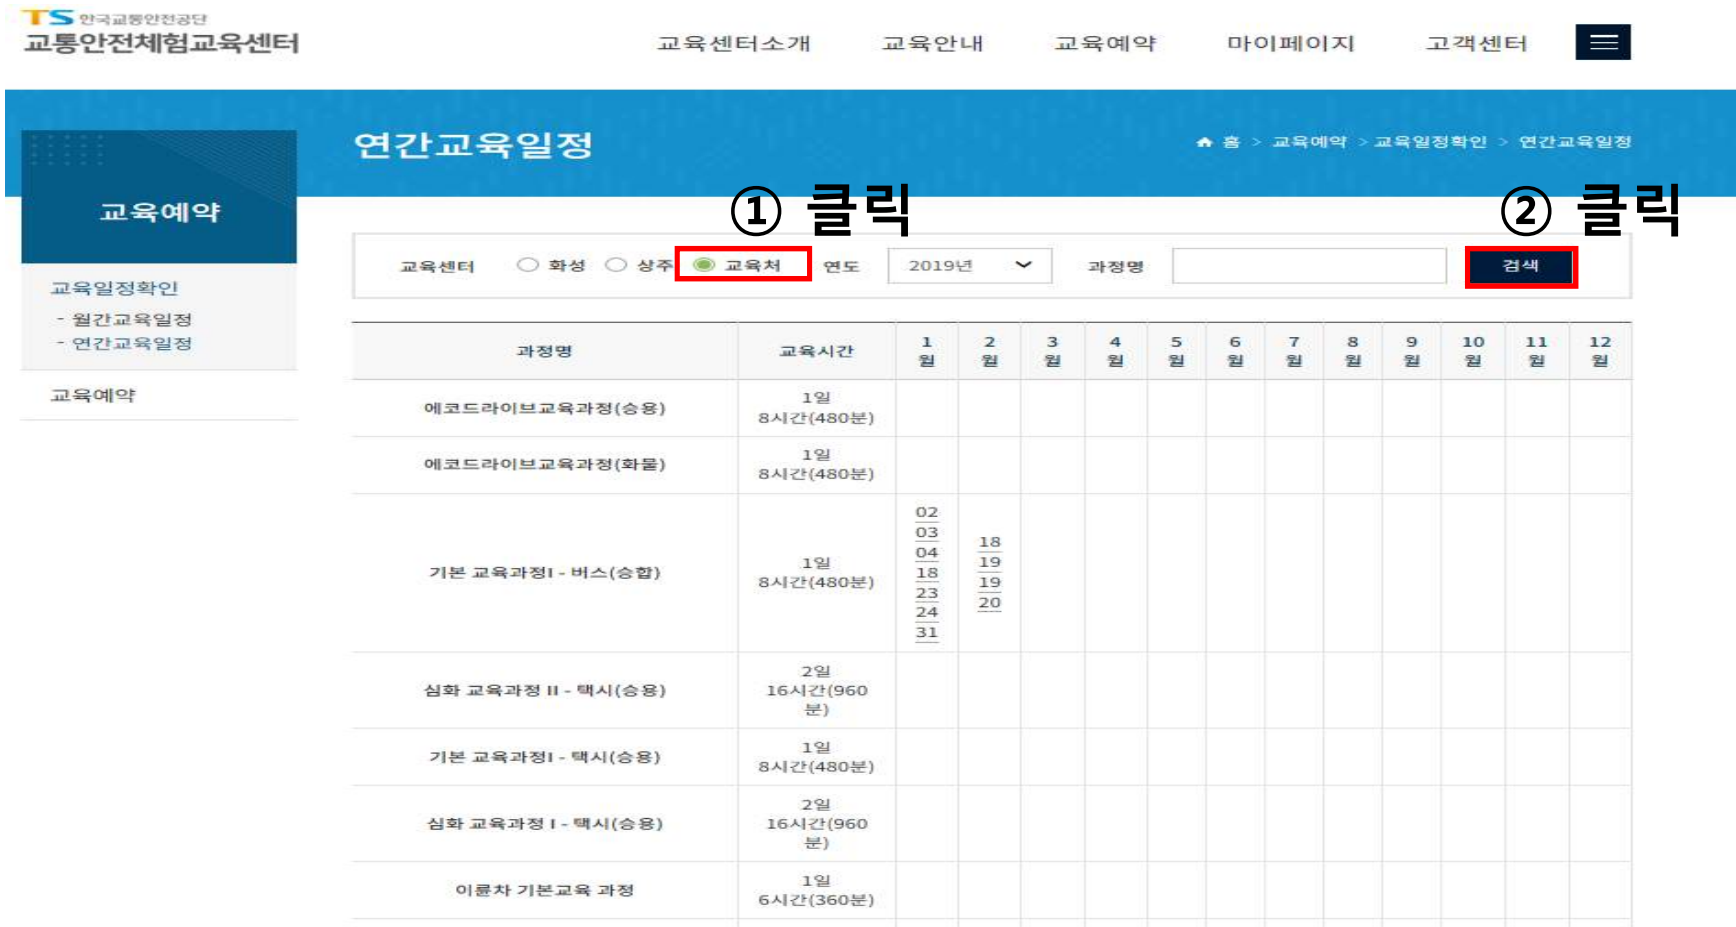 TS 한국교통안전공단
교통안전체험교육센터
교육센터소개 교육안내 교육예약 마이페이지 고객센터
연간교육일정
홈 > 교육예약 > 교육일정확인 > 연간교육일정
교육예약
① 클릭
② 클릭
교육센터 화성 상주 교육처 연도 2019년 과정명 검색
교육일정확인
- 월간교육일정
- 연간교육일정
교육예약
과정명 교육시간 1월 2월 3월 4월 5월 6월 7월 8월 9월 10월 11월 12월
에코드라이브교육과정(승용)
1일
8시간(480분)
에코드라이브교육과정(화물)
1일
8시간(480분)
기본 교육과정I - 버스(승합)
1일
8시간(480분)
02
03
04
18
23
24
31
18
19
19
20
심화 교육과정 II - 택시(승용)
2일
16시간(960
분)
기본 교육과정I - 택시(승용)
1일
8시간(480분)
심화 교육과정 I - 택시(승용)
2일
16시간(960
분)
이륜차 기본교육 과정
1일
6시간(360분)